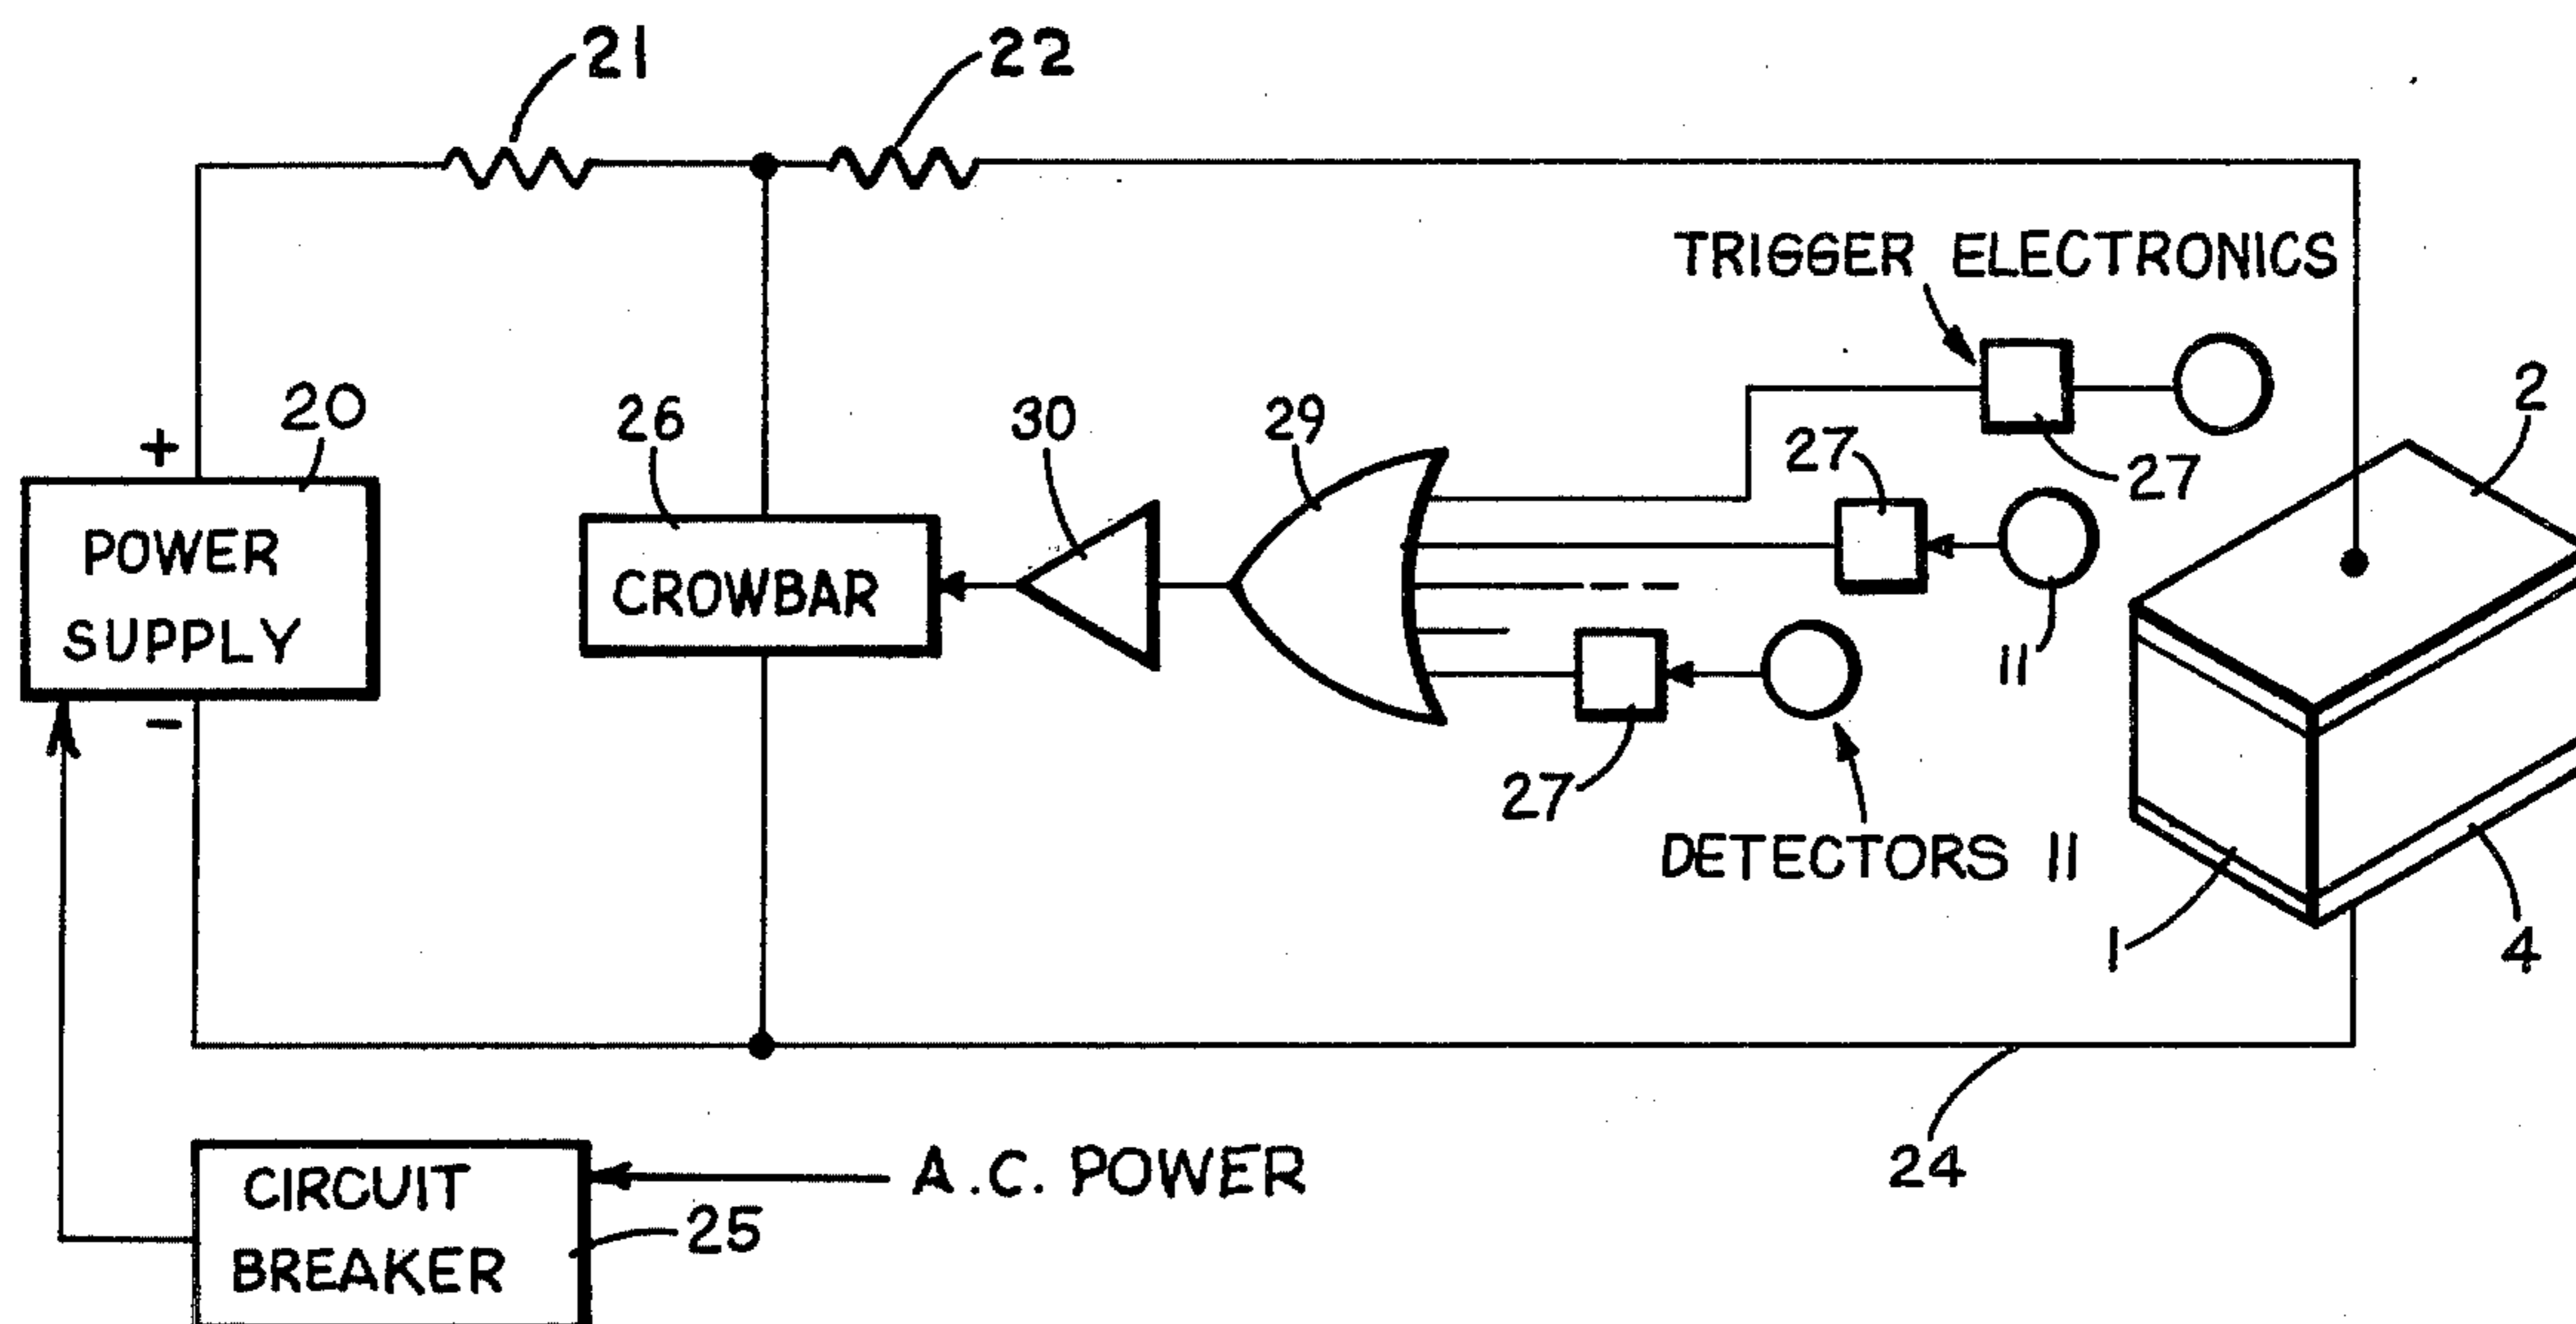 21
22
TRIGGER ELECTRONICS
20
+
26
30
29
27
27
2
POWER
SUPPLY
CROWBAR
-
11
27
DETECTORS 11
1
4
24
CIRCUIT
BREAKER
A.C. POWER
25